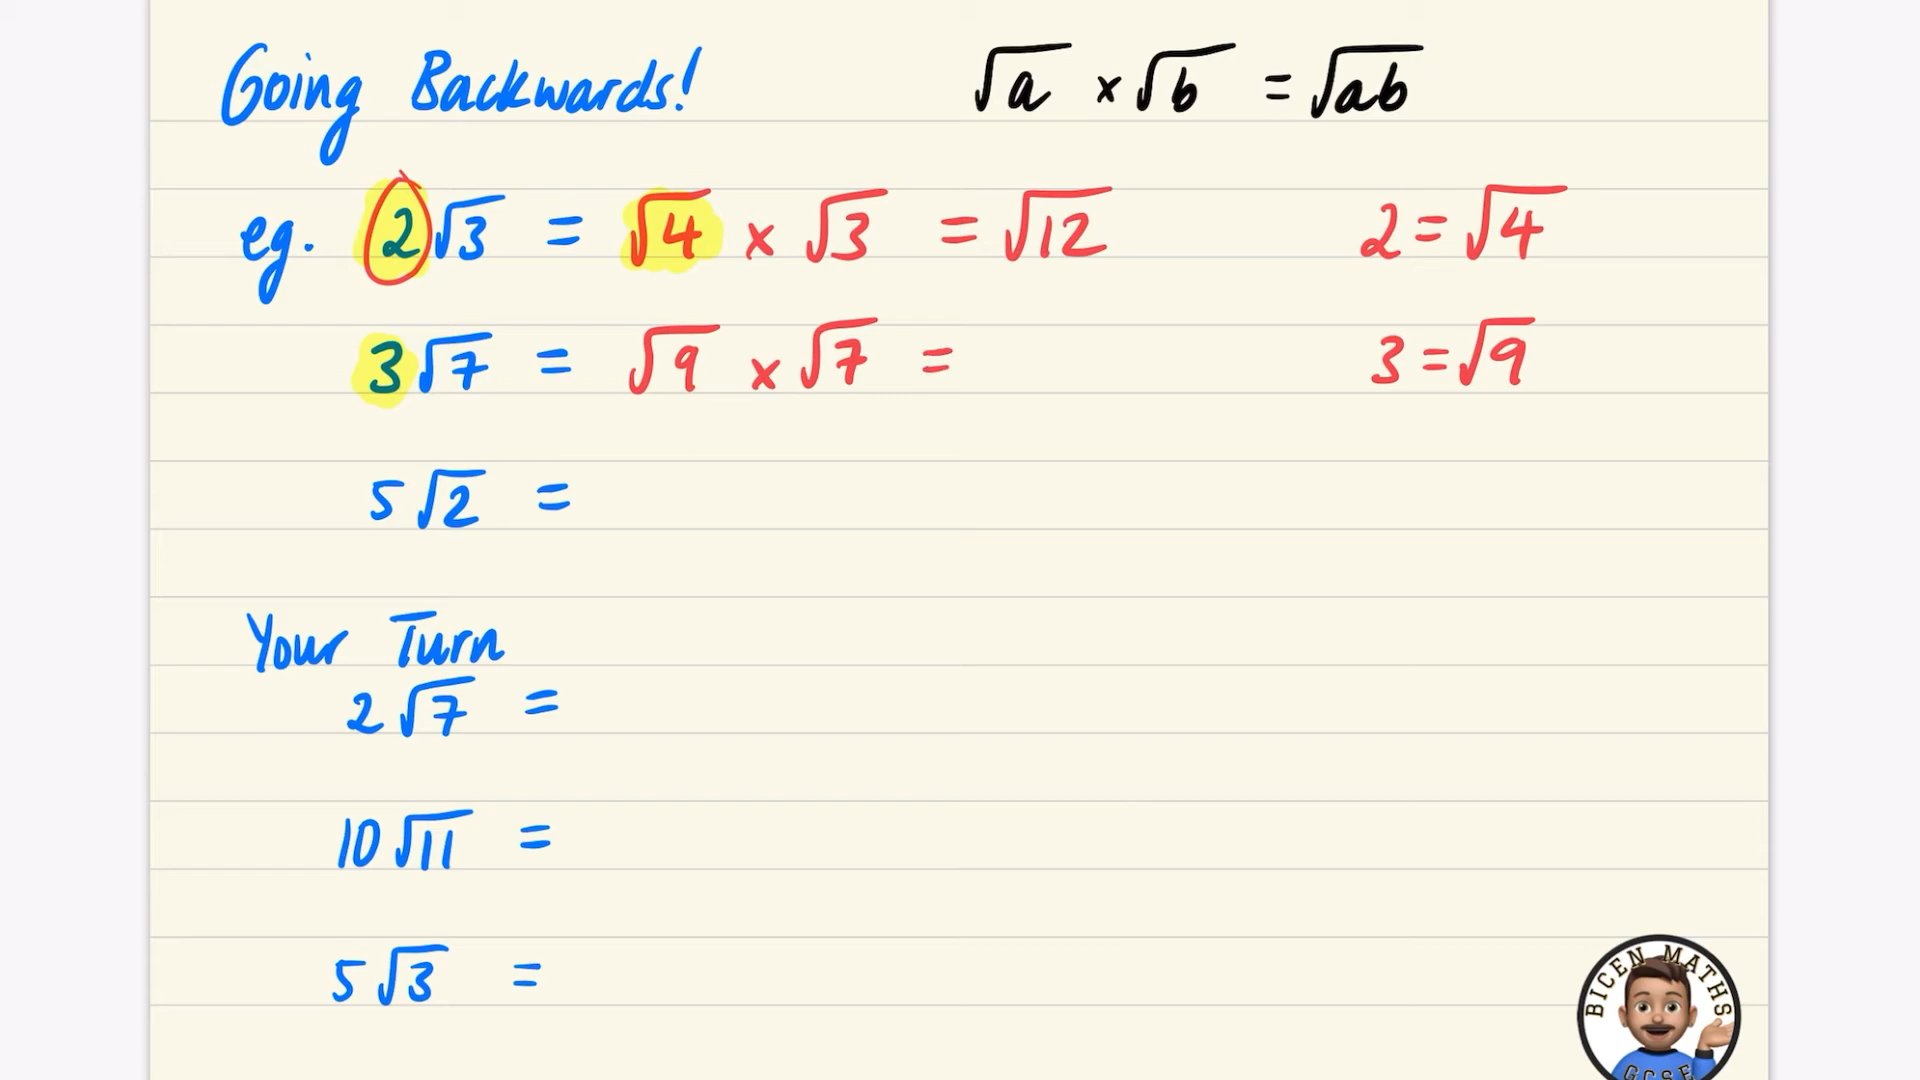 Going Backwards! √a × √b = √ab
eg. 2√3 = √4 × √3 = √12 2 = √4
3√7 = √9 × √7 = 3 = √9
5√2 =
Your Turn
2√7 =
10√11 =
5√3 =
BICEN MATHS
GCSE